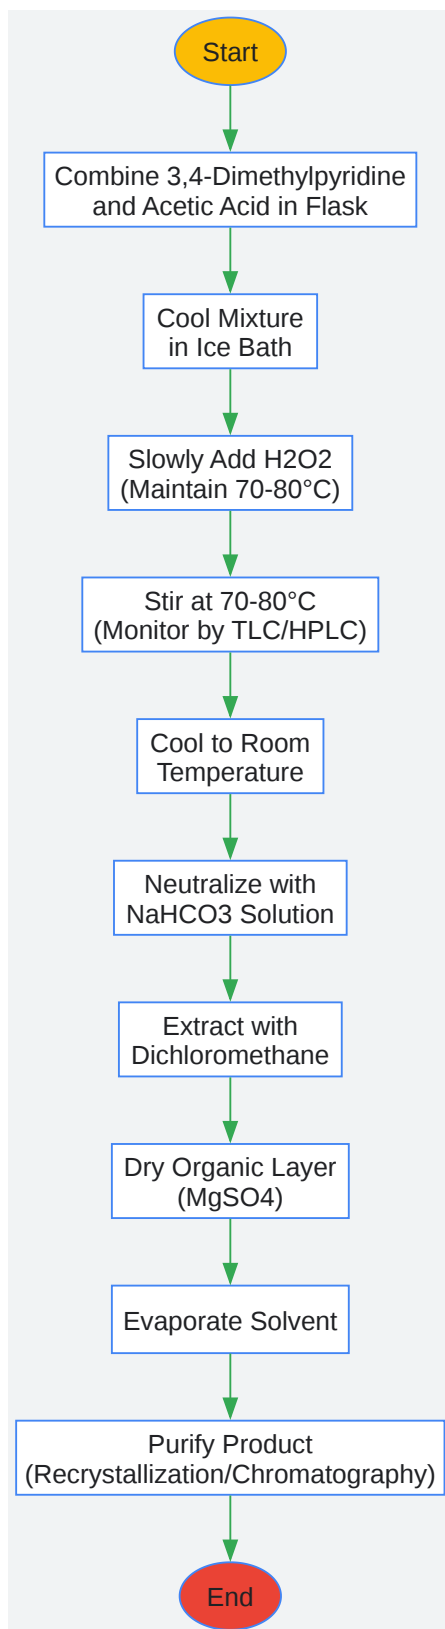 Start
Combine 3,4-Dimethylpyridine
and Acetic Acid in Flask
Cool Mixture
in Ice Bath
Slowly Add H2O2
(Maintain 70-80°C)
Stir at 70-80°C
(Monitor by TLC/HPLC)
Cool to Room
Temperature
Neutralize with
NaHCO3 Solution
Extract with
Dichloromethane
Dry Organic Layer
(MgSO4)
Evaporate Solvent
Purify Product
(Recrystallization/Chromatography)
End